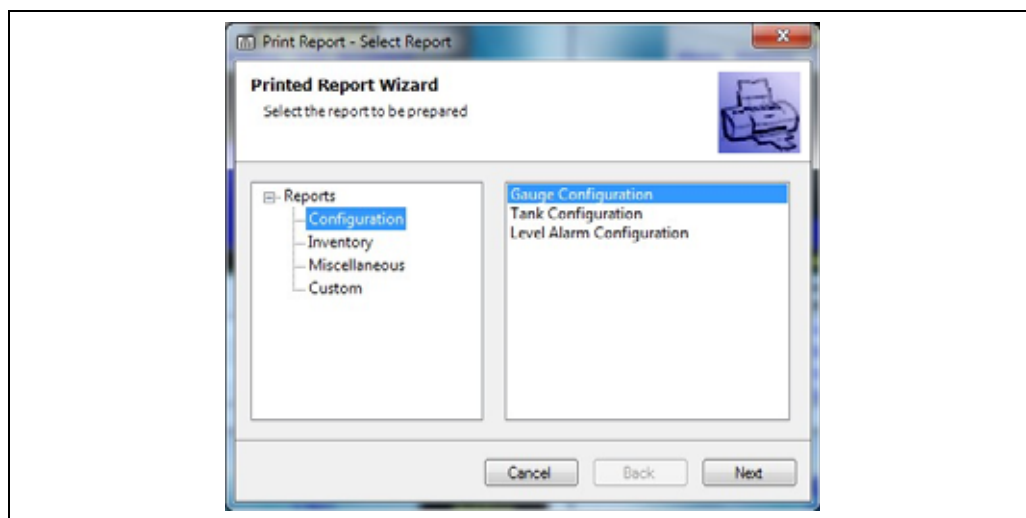 Print Report - Select Report
Printed Report Wizard
Select the report to be prepared
Reports
Configuration
Inventory
Miscellaneous
Custom
Gauge Configuration
Tank Configuration
Level Alarm Configuration
Cancel
Back
Next